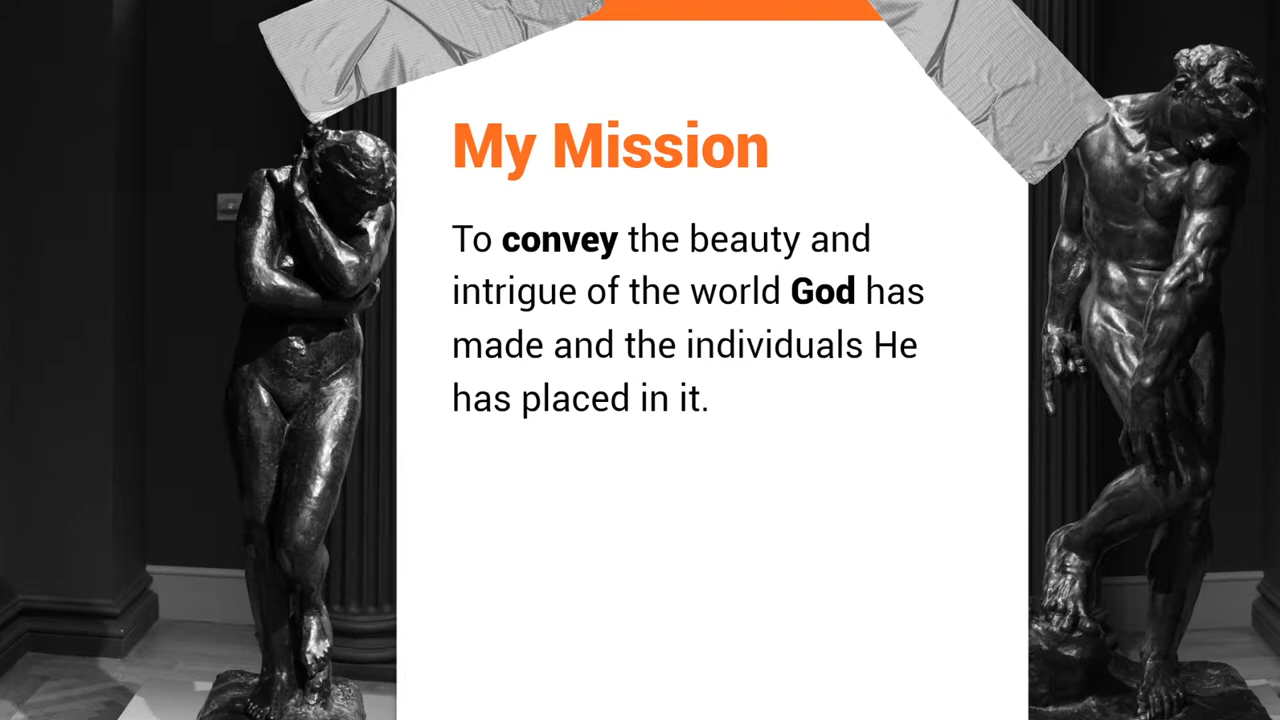 My Mission
To convey the beauty and
intrigue of the world God has
made and the individuals He
has placed in it.